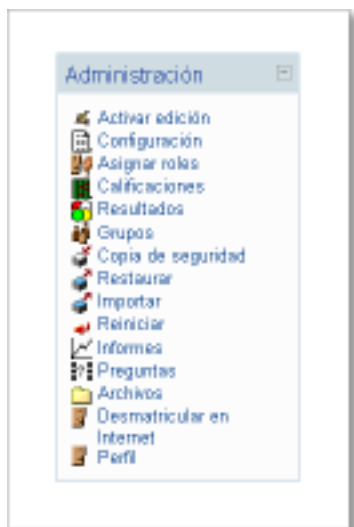 Administración
Activar edición
Configuración
Asignar roles
Calificaciones
Resultados
Grupos
Copia de seguridad
Restaurar
Importar
Reiniciar
Informes
Preguntas
Archivos
Desmatricular en
Internet
Perfil